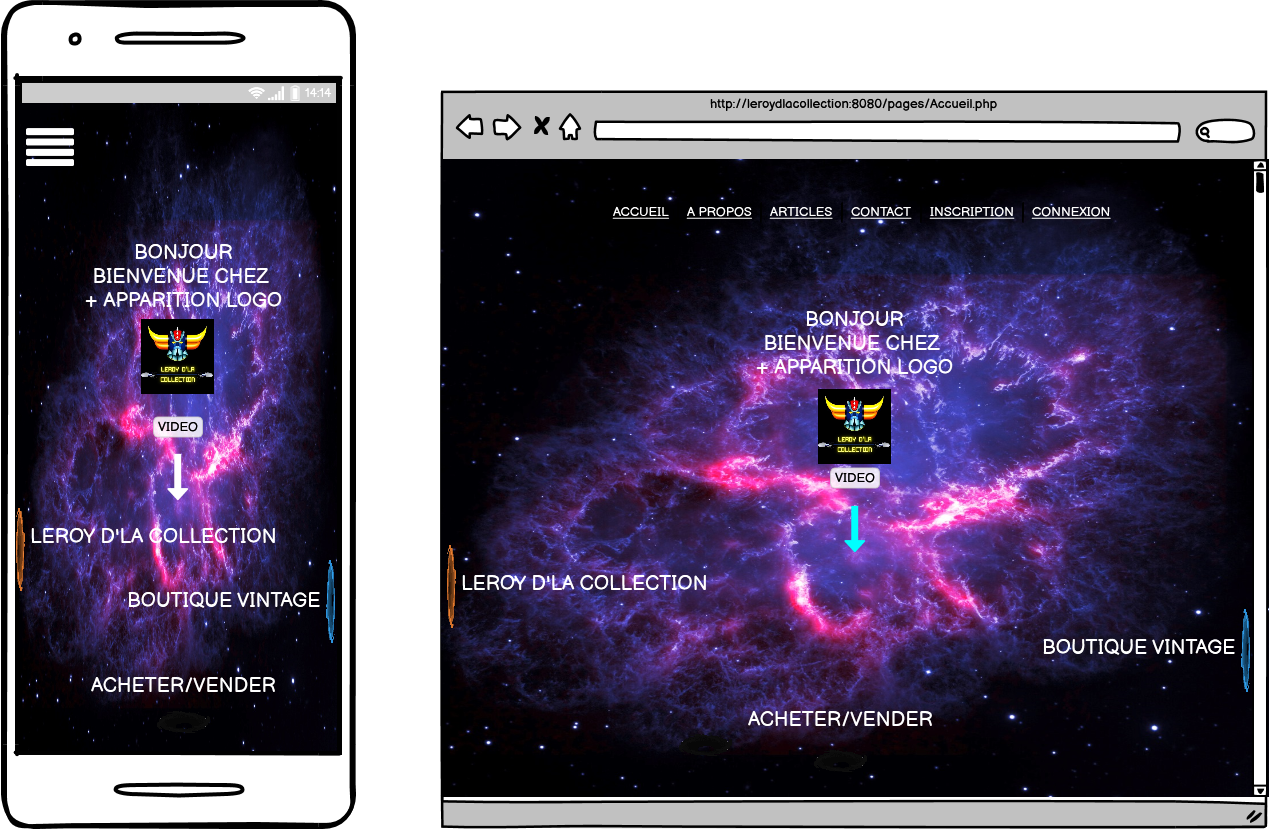 14:14
BONJOUR
BIENVENUE CHEZ
+ APPARITION LOGO
LEROY D'LA
COLLECTION
VIDEO
LEROY D'LA COLLECTION
BOUTIQUE VINTAGE
ACHETER/VENDER
http://leroydlacollection:8080/pages/Accueil.php
ACCUEIL A PROPOS ARTICLES CONTACT INSCRIPTION CONNEXION
BONJOUR
BIENVENUE CHEZ
+ APPARITION LOGO
LEROY D'LA
COLLECTION
VIDEO
LEROY D'LA COLLECTION
BOUTIQUE VINTAGE
ACHETER/VENDER